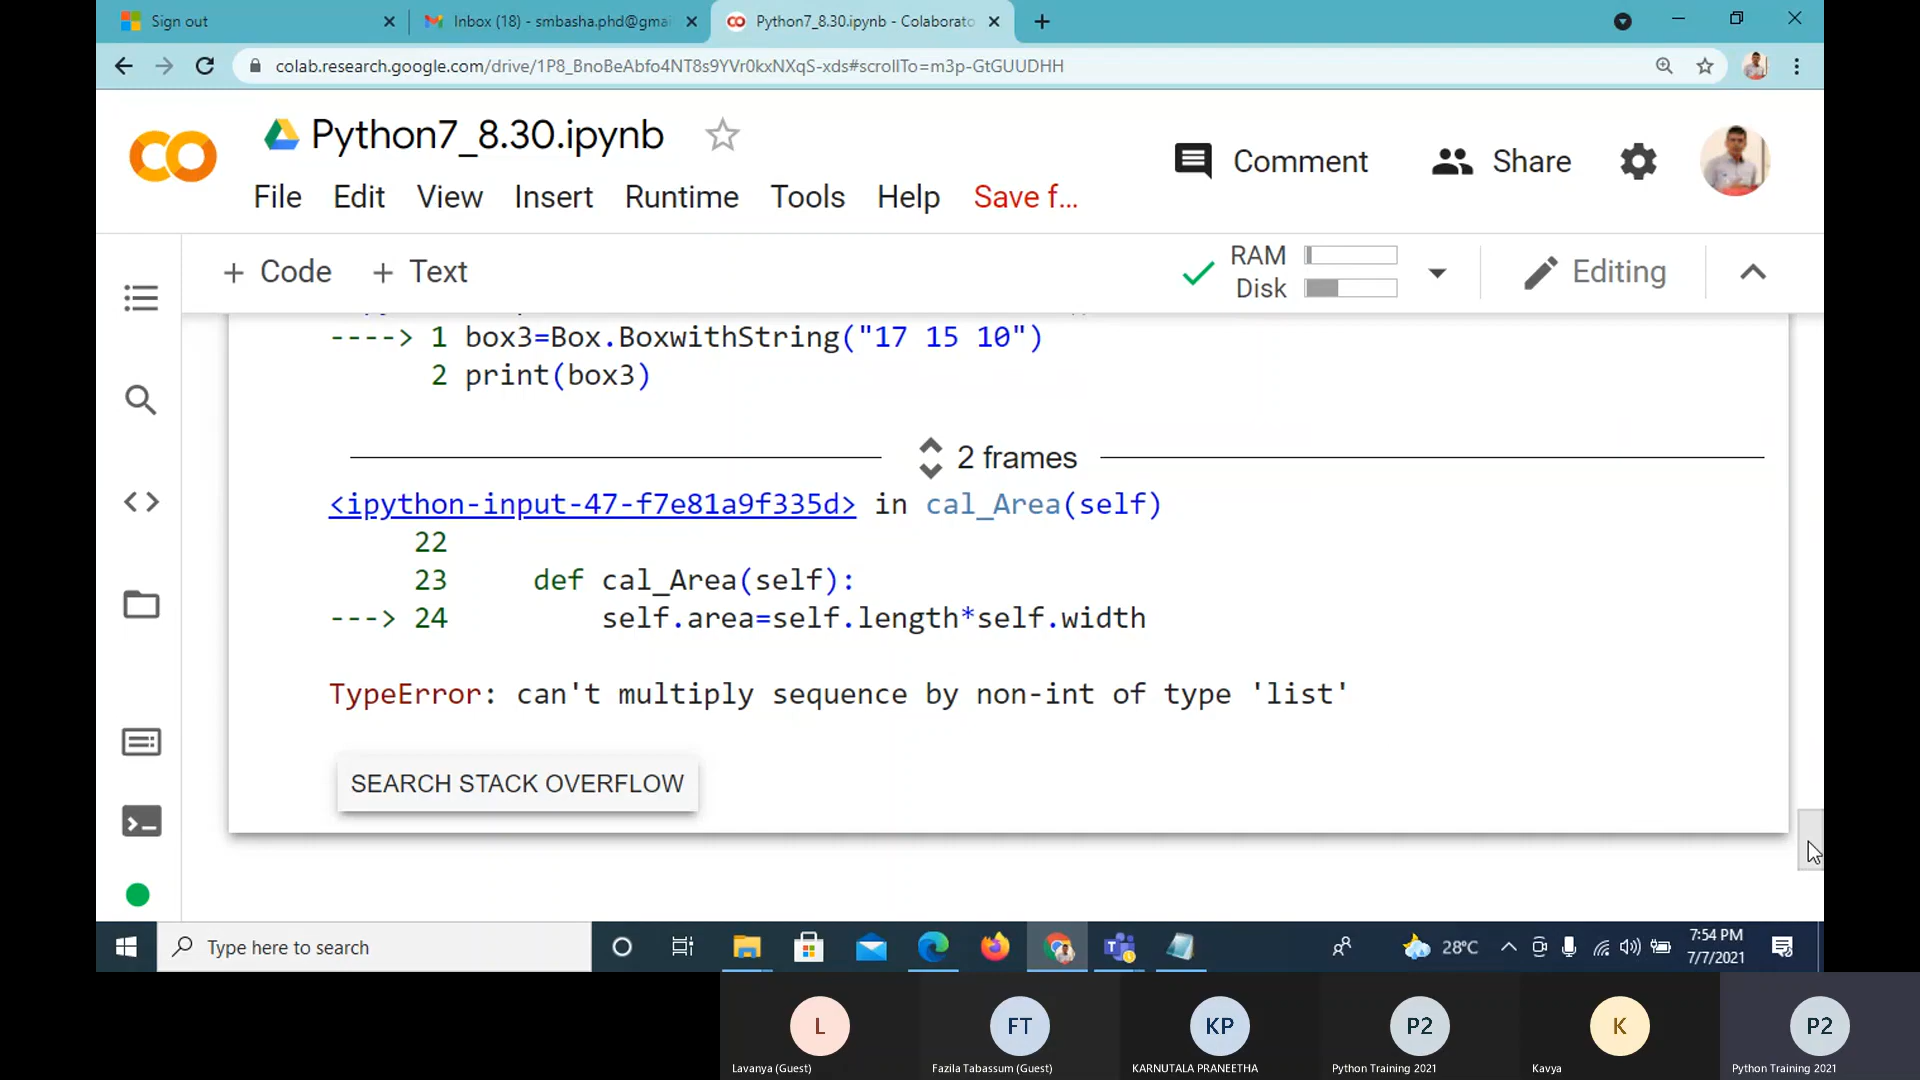 Sign out
Inbox (18) - smbasha.phd@gmai
Python7_8.30.ipynb - Colaborato
colab.research.google.com/drive/1P8_BnoBeAbfo4NT8s9YVr0kxNXqS-xds#scrollTo=m3p-GtGUUDHH
Python7_8.30.ipynb
Comment
Share
File Edit View Insert Runtime Tools Help Save f...
+ Code + Text
RAM
Disk
Editing
----> 1 box3=Box.BoxwithString("17 15 10")
2 print(box3)
2 frames
<ipython-input-47-f7e81a9f335d> in cal_Area(self)
22
23 def cal_Area(self):
---> 24 self.area=self.length*self.width
TypeError: can't multiply sequence by non-int of type 'list'
SEARCH STACK OVERFLOW
Type here to search
28°C
7:54 PM
7/7/2021
L
FT
KP
P2
K
P2
Lavanya (Guest)
Fazila Tabassum (Guest)
KARNUTALA PRANEETHA
Python Training 2021
Kavya
Python Training 2021